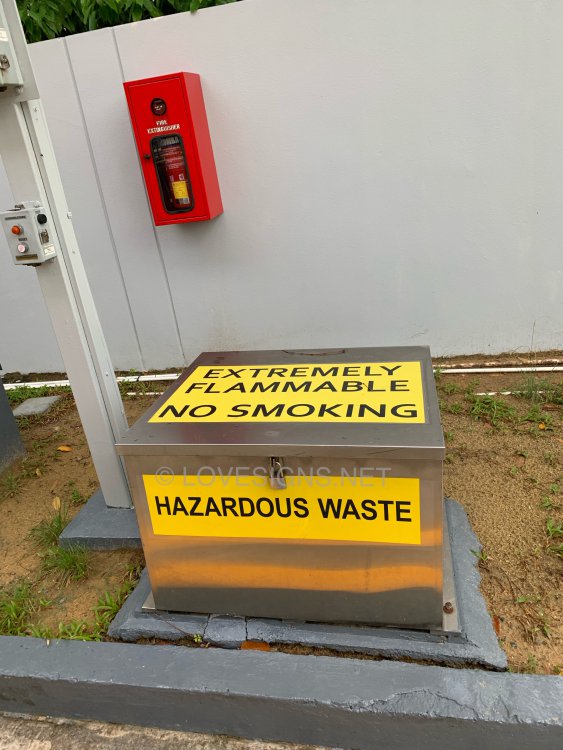 FIRE
EXTINGUISHER
EXTREMELY
FLAMMABLE
NO SMOKING
© LOVESIGNS.NET
HAZARDOUS WASTE